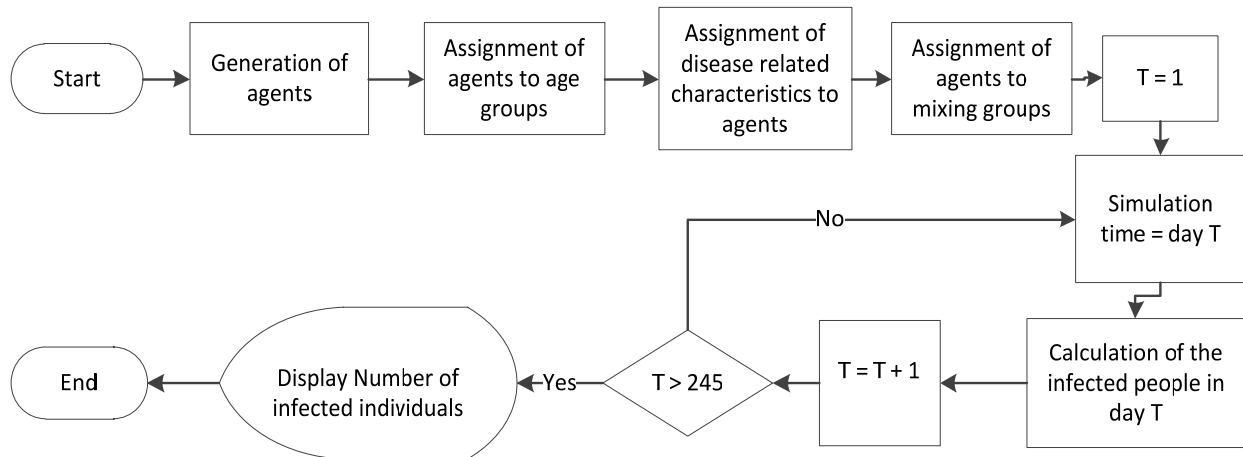 Start
Generation of
agents
Assignment of
agents to age
groups
Assignment of
disease related
characteristics to
agents
Assignment of
agents to
mixing groups
T = 1
Simulation
time = day T
No
Calculation of the
infected people in
day T
T = T + 1
T > 245
Yes
Display Number of
infected individuals
End